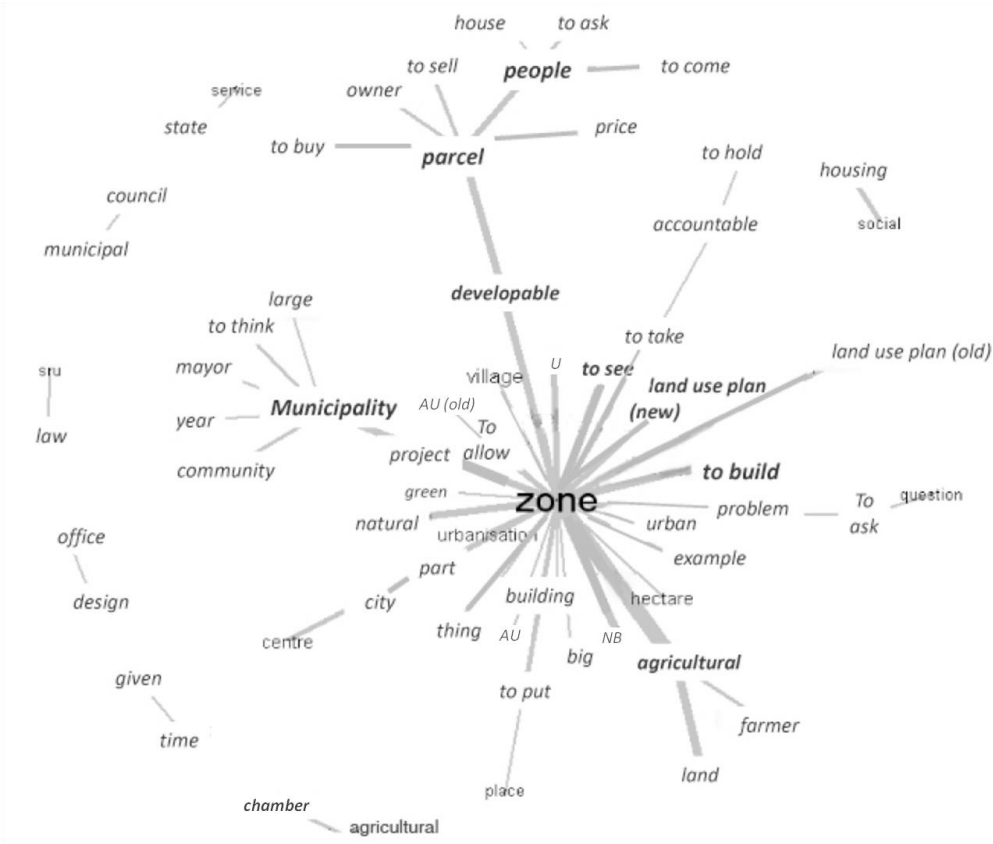 house
to ask
people
to come
to sell
owner
service
state
to buy
parcel
price
to hold
housing
accountable
social
council
municipal
developable
large
to think
to take
land use plan (old)
mayor
sru
village
U
to see
land use plan
(new)
AU (old)
Municipality
year
law
To
allow
project
community
to build
green
zone
problem
To
ask
question
natural
urban
urbanisation
office
example
part
design
city
building
hectare
thing
AU
NB
centre
big
agricultural
to put
given
farmer
time
land
place
chamber
agricultural